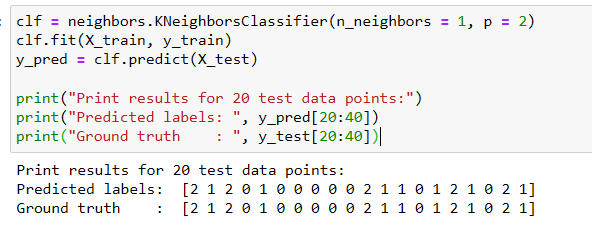 clf = neighbors.KNeighborsClassifier(n_neighbors = 1, p = 2)
clf.fit(X_train, y_train)
y_pred = clf.predict(X_test)
print("Print results for 20 test data points:")
print("Predicted labels: ", y_pred[20:40])
print("Ground truth    : ", y_test[20:40])
Print results for 20 test data points:
Predicted labels:  [2 1 2 0 1 0 0 0 0 0 2 1 1 0 1 2 1 0 2 1]
Ground truth    :  [2 1 2 0 1 0 0 0 0 0 2 1 1 0 1 2 1 0 2 1]